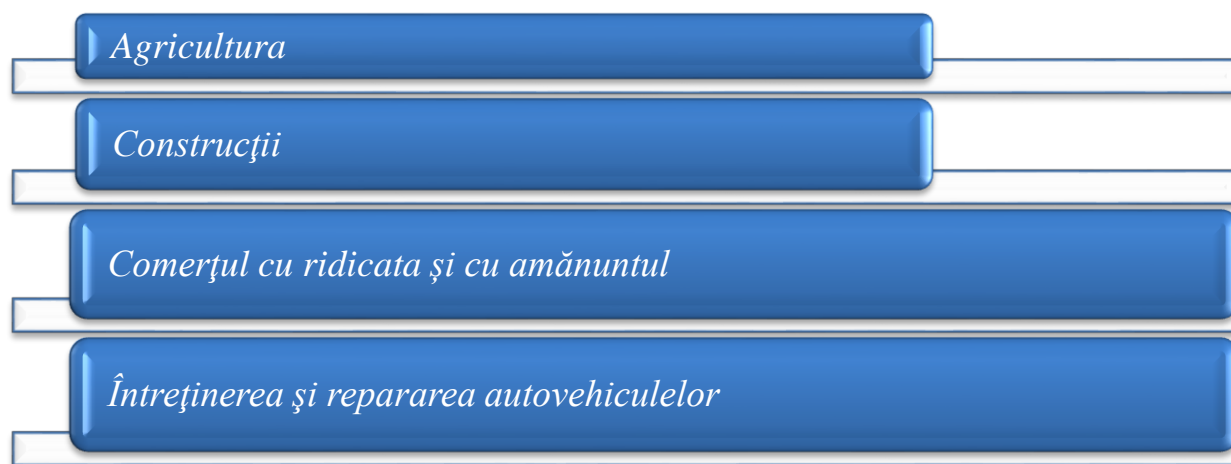 Agricultura
Construcţii
Comerţul cu ridicata și cu amănuntul
Întreţinerea şi repararea autovehiculelor